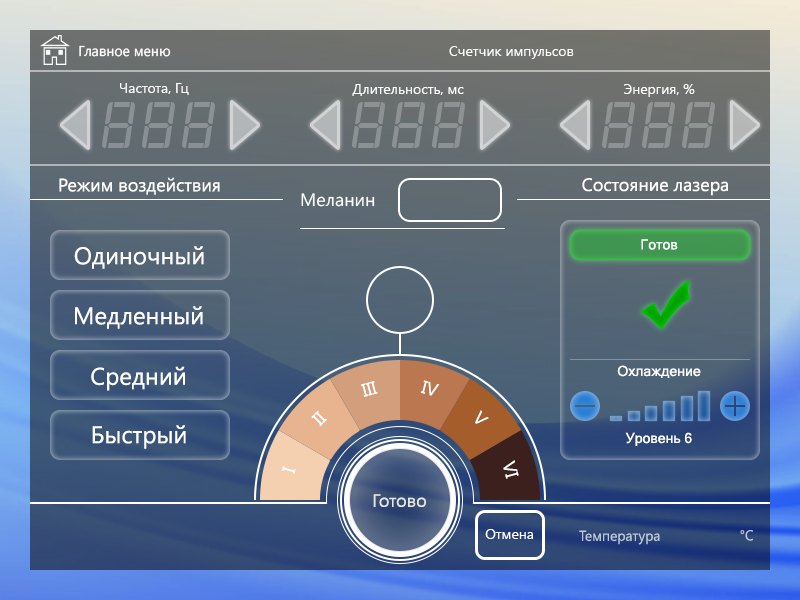 Главное меню
Счетчик импульсов
Частота, Гц
Длительность, мс
Энергия, %
888
888
888
Режим воздействия
Меланин
Состояние лазера
Одиночный
Медленный
Средний
Быстрый
I
II
III
IV
V
VI
Готово
Готов
Охлаждение
Уровень 6
Отмена
Температура
°C